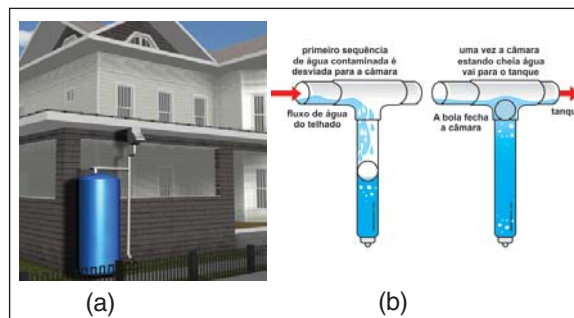 primeiro sequência
de água contaminada é
desviada para a câmara
uma vez a câmara
estando cheia água
vai para o tanque
fluxo de água
do telhado
A bola fecha
a câmara
tanqu
(a)
(b)